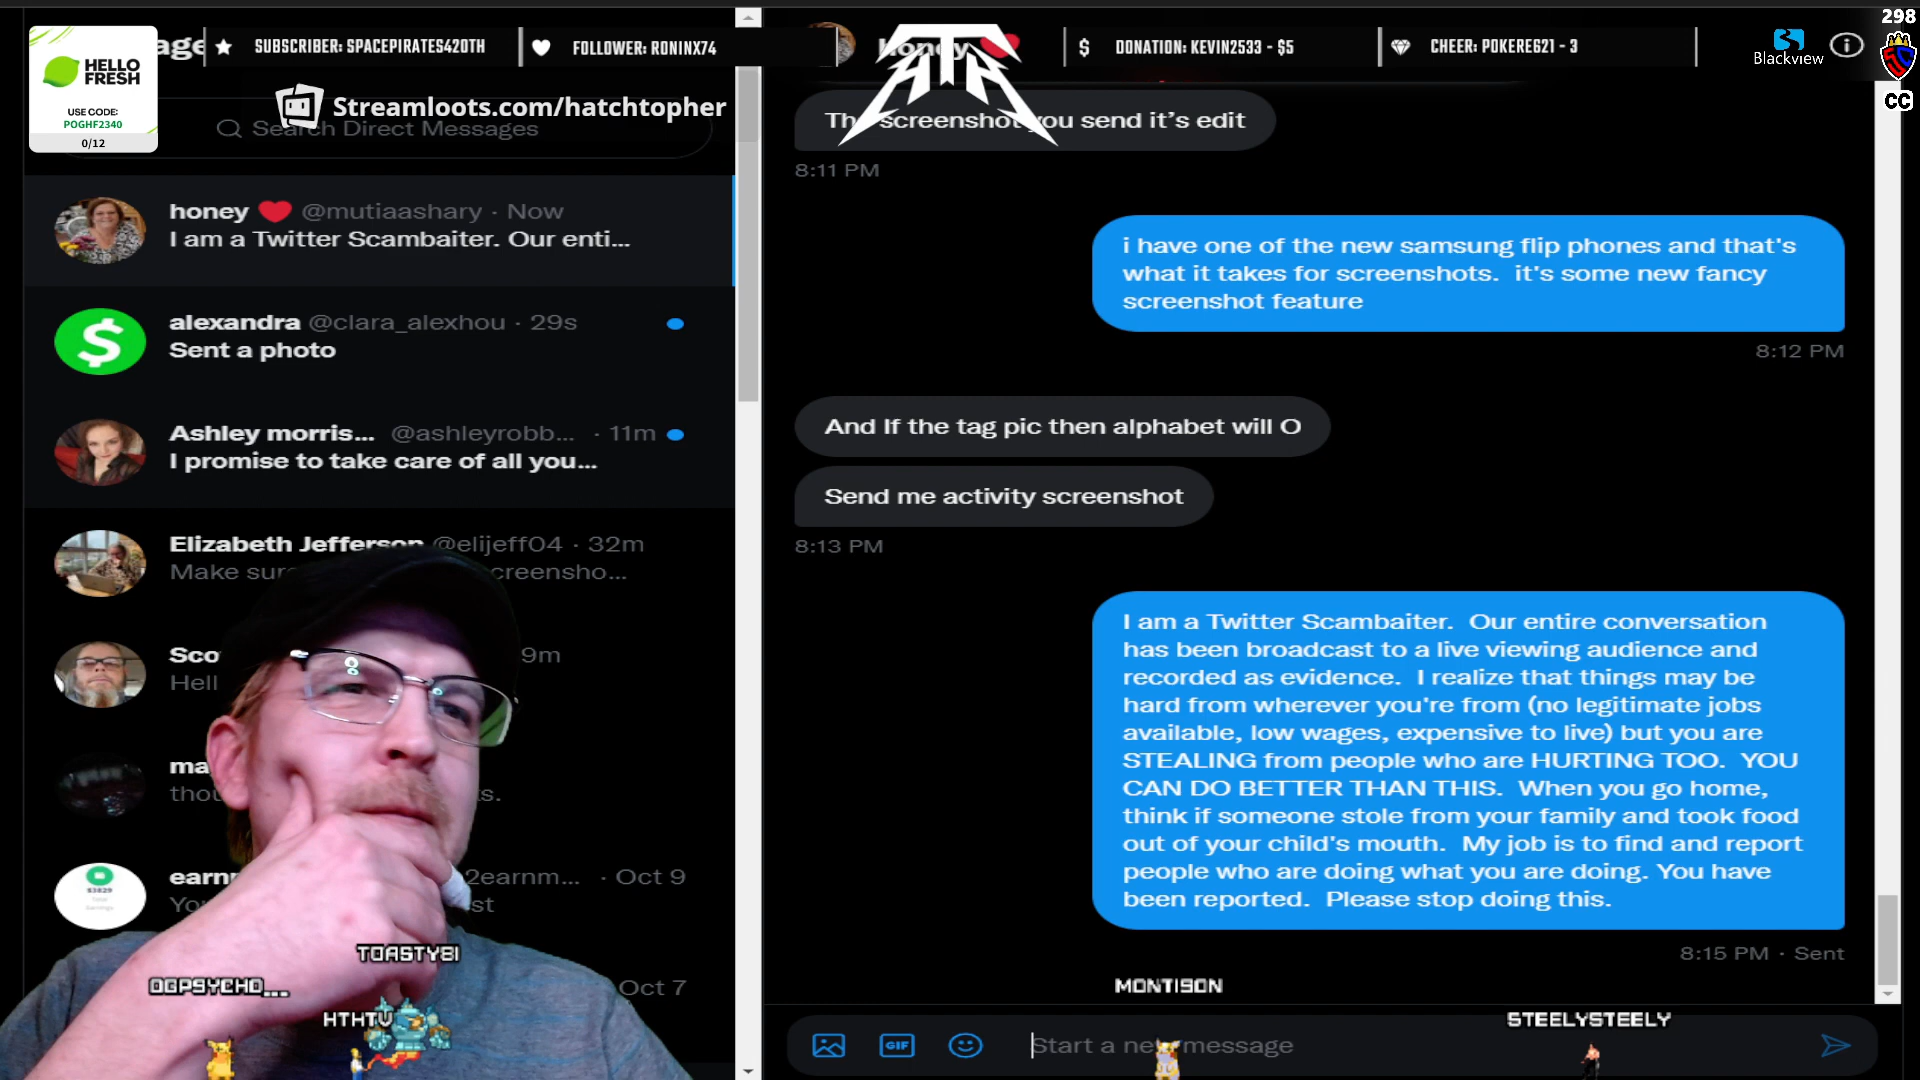 HELLO
FRESH
USE CODE:
POGHF2340
0/12
SUBSCRIBER: SPACEPIRATES420TH
FOLLOWER: RONINX74
DONATION: KEVIN2533 - $5
CHEER: POKERE621 - 3
Blackview
298
CC
Streamloots.com/hatchtopher
Search Direct Messages
honey ❤️ @mutiaashary · Now
I am a Twitter Scambaiter. Our enti...
alexandra @clara_alexhou · 29s
Sent a photo
Ashley morris... @ashleyrobb... · 11m
I promise to take care of all you...
Elizabeth Jefferson @elijeff04 · 32m
Make sur
creensho...
Sco
9m
Hell
ma
thou
s.
earn
2earnm... · Oct 9
Yo
st
Oct 7
TOASTYBI
OGPSYCHO...
HTHTV
honey
The screenshot you send it's edit
8:11 PM
i have one of the new samsung flip phones and that's
what it takes for screenshots. it's some new fancy
screenshot feature
8:12 PM
And If the tag pic then alphabet will O
Send me activity screenshot
8:13 PM
I am a Twitter Scambaiter. Our entire conversation
has been broadcast to a live viewing audience and
recorded as evidence. I realize that things may be
hard from wherever you're from (no legitimate jobs
available, low wages, expensive to live) but you are
STEALING from people who are HURTING TOO. YOU
CAN DO BETTER THAN THIS. When you go home,
think if someone stole from your family and took food
out of your child's mouth. My job is to find and report
people who are doing what you are doing. You have
been reported. Please stop doing this.
8:15 PM · Sent
MONTISON
STEELYSTEELY
GIF
Start a new message